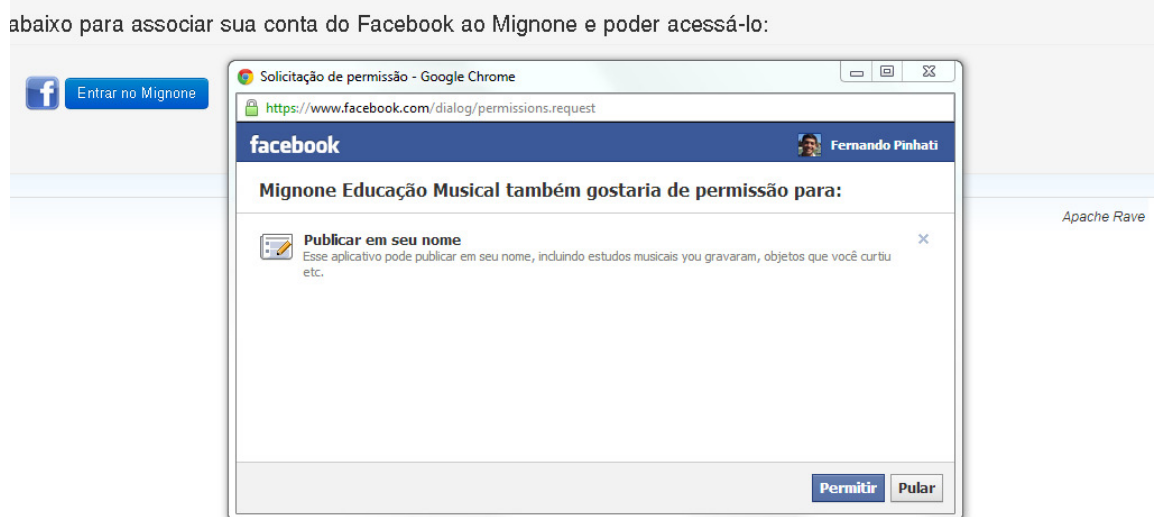 abaixo para associar sua conta do Facebook ao Mignone e poder acessá-lo:
Entrar no Mignone
Solicitação de permissão - Google Chrome
https://www.facebook.com/dialog/permissions.request
facebook
Fernando Pinhati
Mignone Educação Musical também gostaria de permissão para:
Publicar em seu nome
Esse aplicativo pode publicar em seu nome, incluindo estudos musicais you gravaram, objetos que você curtiu
etc.
Apache Rave
Permitir
Pular